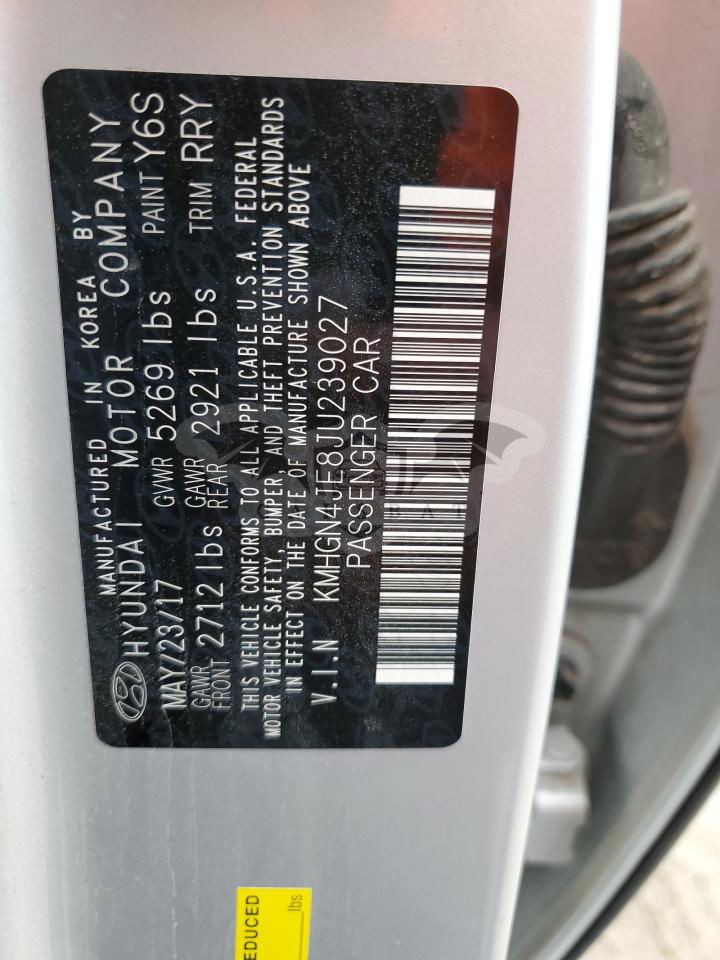 MANUFACTURED IN KOREA BY
HYUNDAI MOTOR COMPANY
MAY/23/17 GVWR 5269 lbs PAINT Y6S
GAWR FRONT 2712 lbs GAWR REAR 2921 lbs TRIM RRY
THIS VEHICLE CONFORMS TO ALL APPLICABLE U.S.A. FEDERAL
MOTOR VEHICLE SAFETY, BUMPER AND THEFT PREVENTION STANDARDS
IN EFFECT ON THE DATE OF MANUFACTURE SHOWN ABOVE
V.I.N KMHGN4JE8JU239027
PASSENGER CAR
EDUCED
lbs